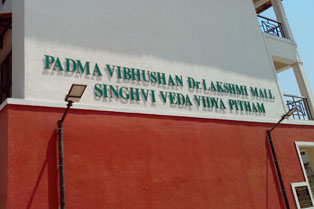 PADMA VIBHUSHAN Dr LAKSHMI MALL
SINGHVI VEDA VIDYA PITHAM